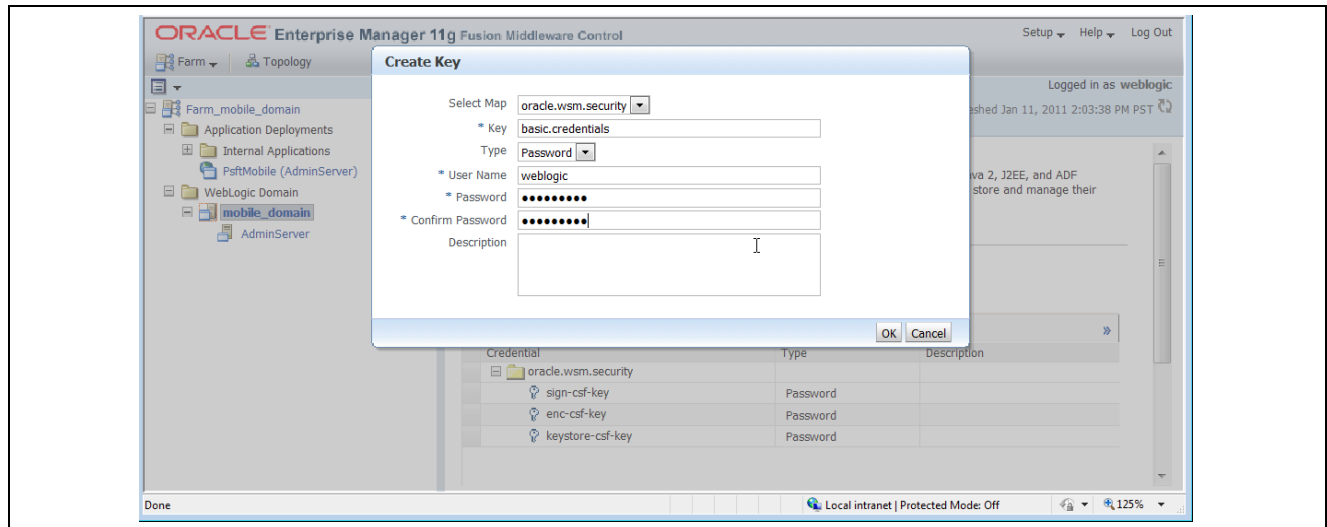 ORACLE Enterprise Manager 11g Fusion Middleware Control
Setup Help Log Out
Farm Topology
Logged in as weblogic
Farm_mobile_domain
Application Deployments
Internal Applications
PsftMobile (AdminServer)
WebLogic Domain
mobile_domain
AdminServer
Create Key
Select Map oracle.wsm.security
* Key basic.credentials
Type Password
* User Name weblogic
* Password •••••••••
* Confirm Password •••••••••
Description
OK Cancel
Jan 11, 2011 2:03:38 PM PST
2, J2EE, and ADF
store and manage their
Credential Type Description
oracle.wsm.security
sign-csf-key Password
enc-csf-key Password
keystore-csf-key Password
Done
Local intranet | Protected Mode: Off
125%